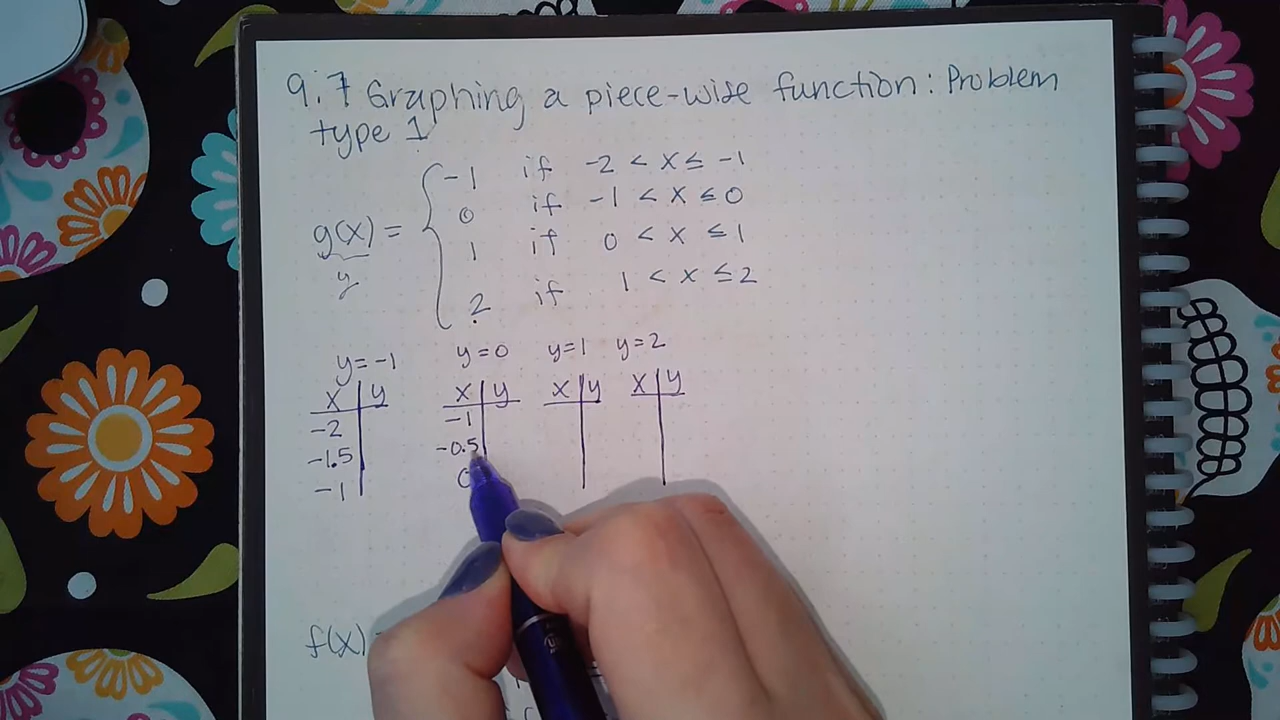 9.7 Graphing a piece-wise function: Problem
type 1
-1 if -2 < x ≤ -1
0 if -1 < x ≤ 0
g(x) =
1 if 0 < x ≤ 1
y
2 if 1 < x ≤ 2
y = -1 y = 0 y=1 y=2
x y x y x y x y
-2 -1
-1.5 -0.5
-1 0
f(x)